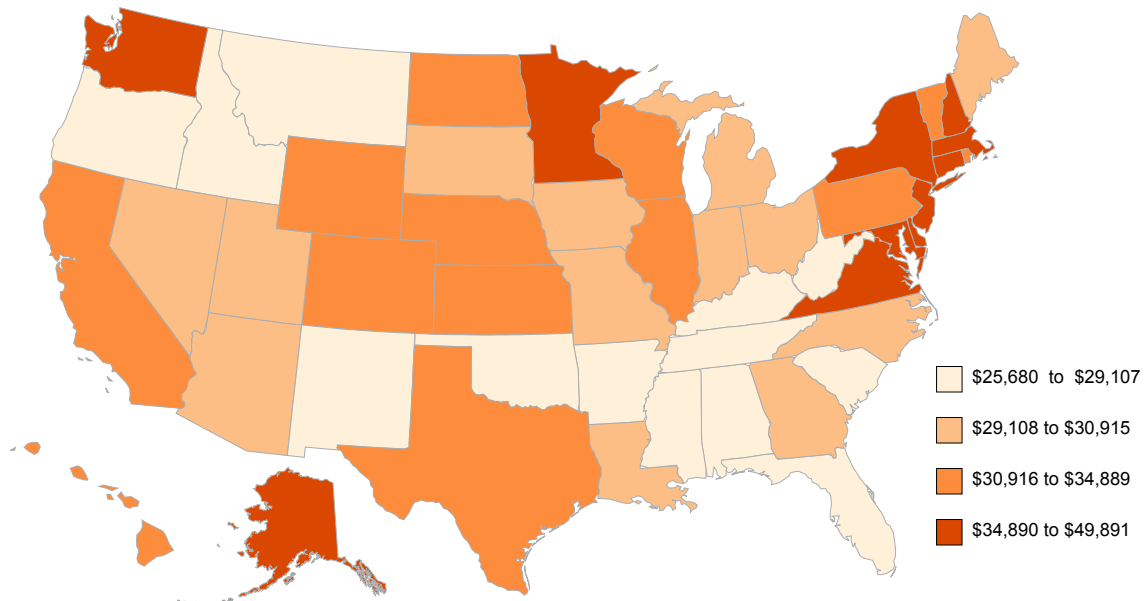 $25,680 to $29,107
$29,108 to $30,915
$30,916 to $34,889
$34,890 to $49,891